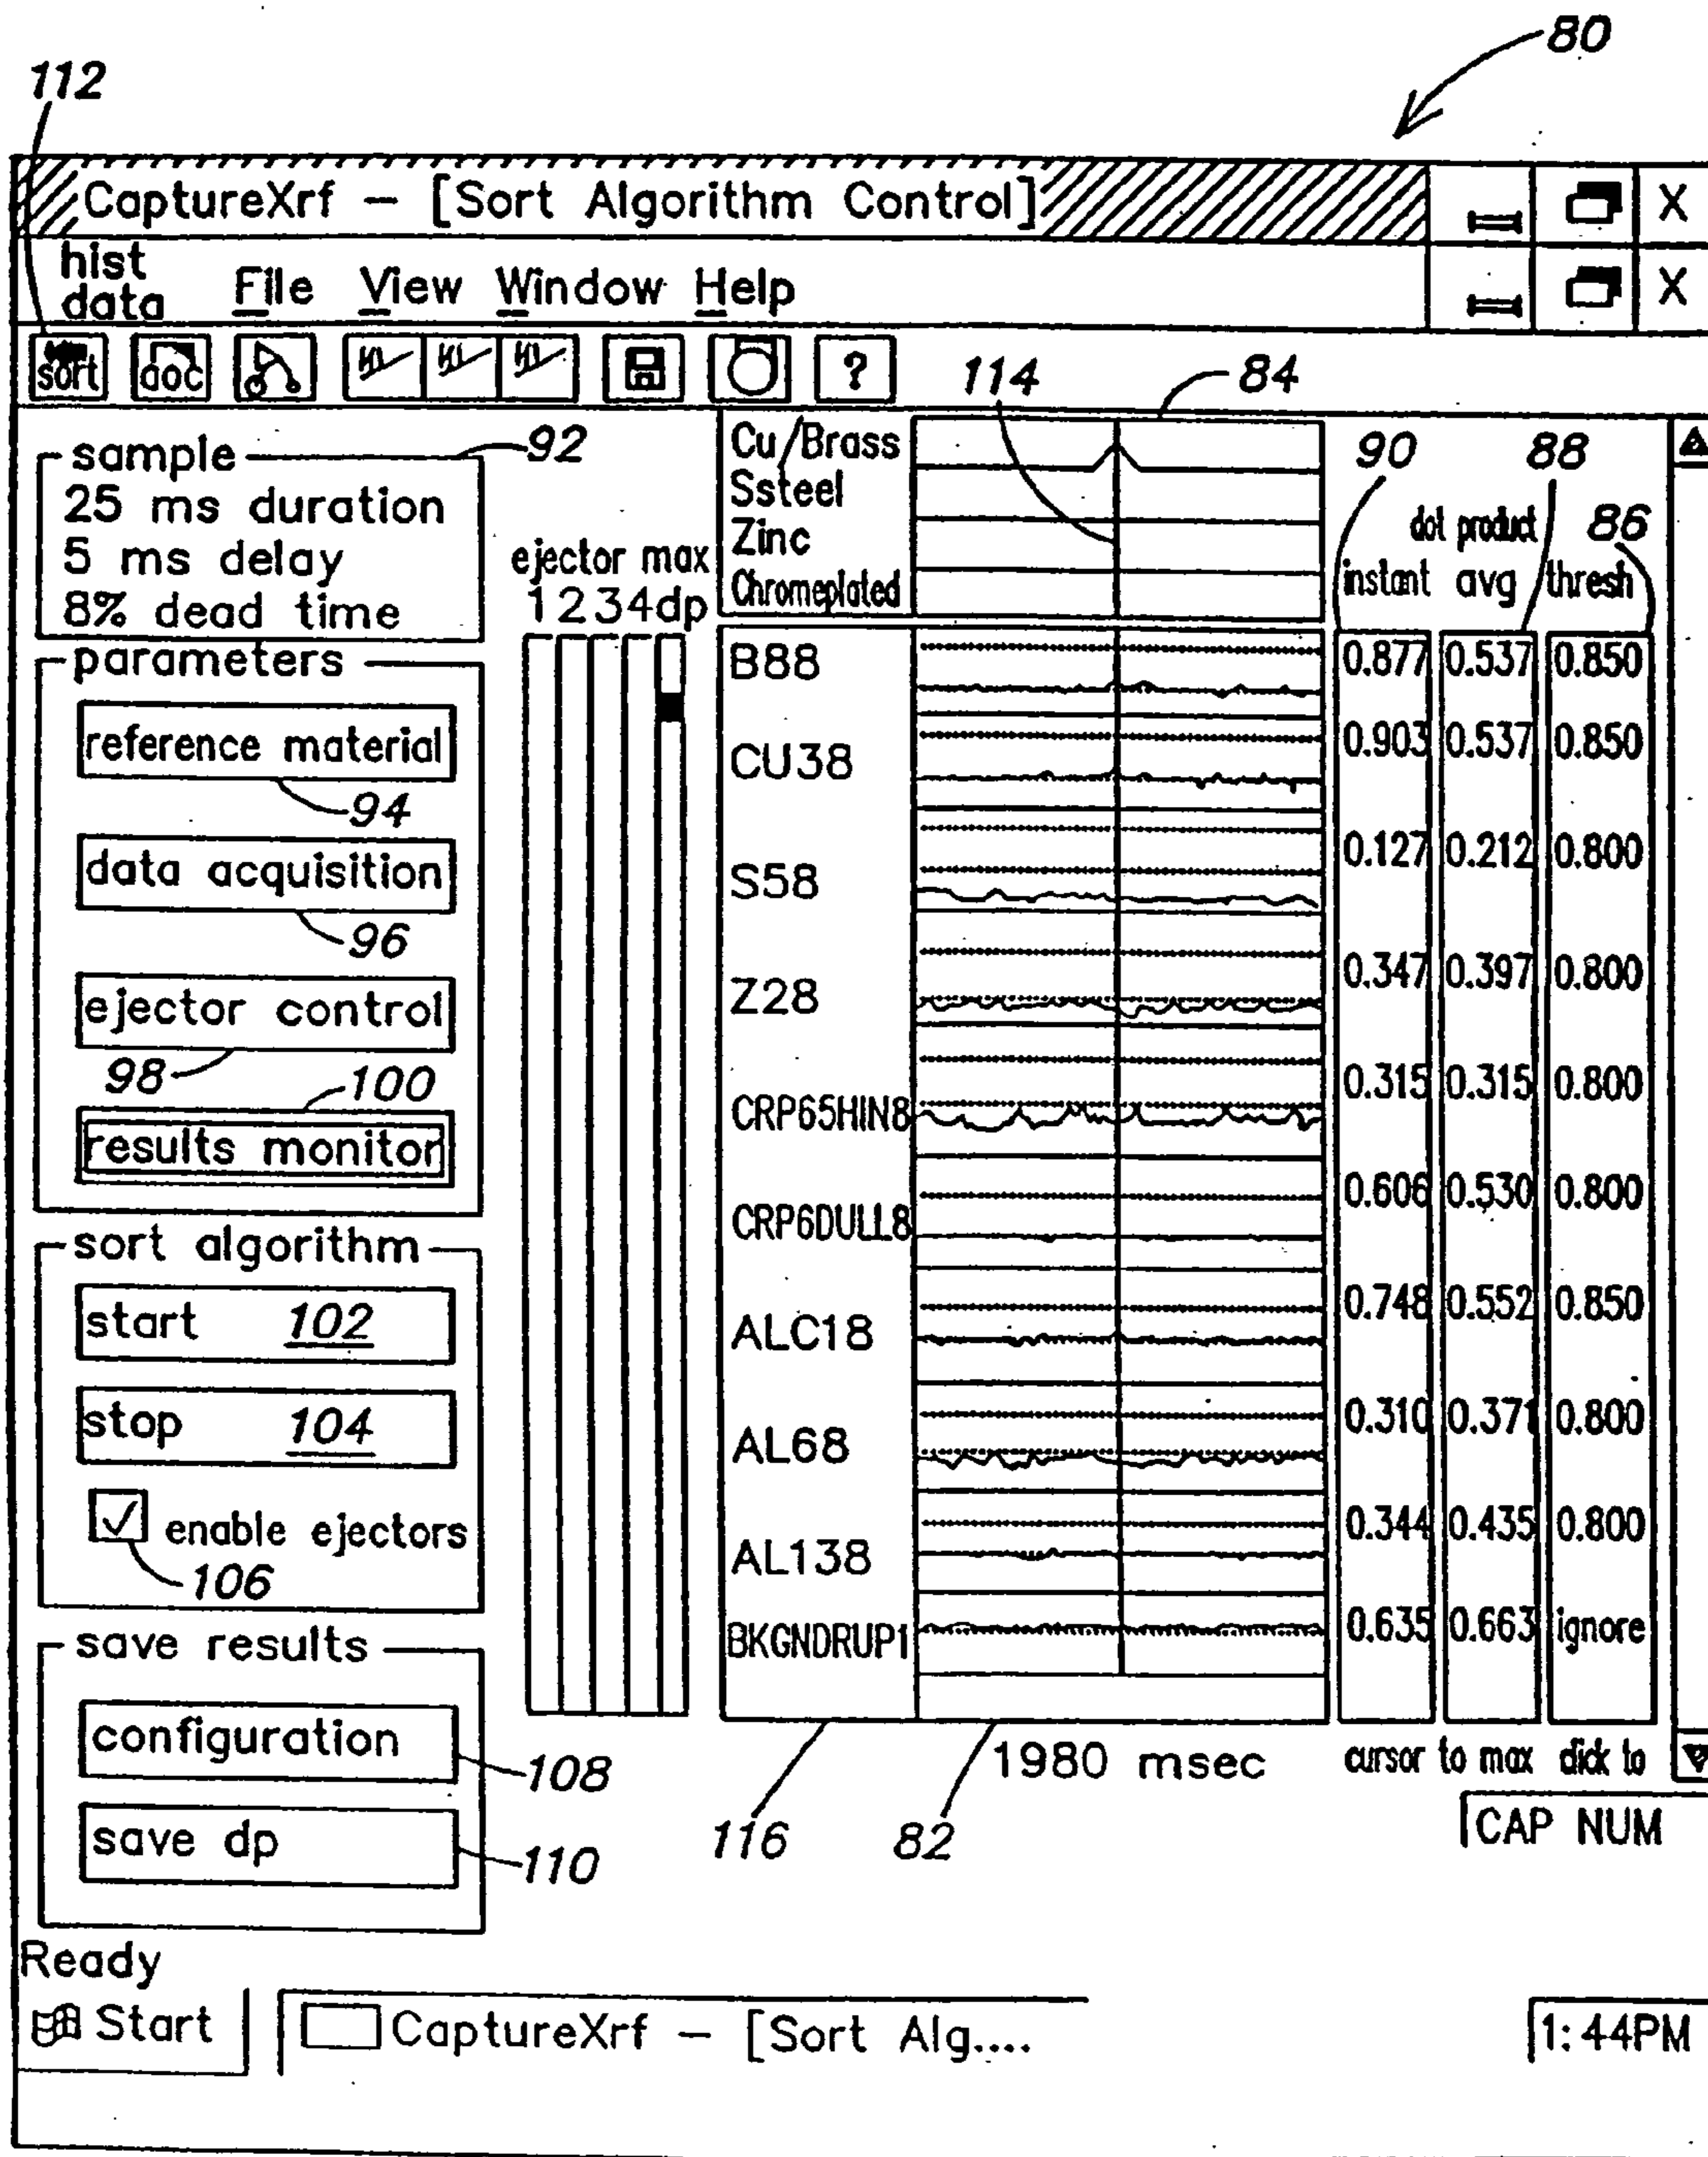 80
112
CaptureXrf – [Sort Algorithm Control] X
hist data File View Window Help X
sort doc ?
114 84
sample 92
25 ms duration
5 ms delay
8% dead time
ejector max
1234dp
Cu/Brass
Ssteel
Zinc
Chromeplated
90 88
dot product 86
instant avg thresh
parameters
reference material
94
data acquisition
96
ejector control
98
100
results monitor
sort algorithm
start 102
stop 104
enable ejectors
106
save results
configuration
108
save dp
110
B88 0.877 0.537 0.850
CU38 0.903 0.537 0.850
S58 0.127 0.212 0.800
Z28 0.347 0.397 0.800
CRP65HIN8 0.315 0.315 0.800
CRP6DULL8 0.606 0.530 0.800
ALC18 0.748 0.552 0.850
AL68 0.310 0.371 0.800
AL138 0.344 0.435 0.800
BKGNDRUP1 0.635 0.663 ignore
1980 msec cursor to max click to
116 82
CAP NUM
Ready
Start CaptureXrf – [Sort Alg.... 1:44PM